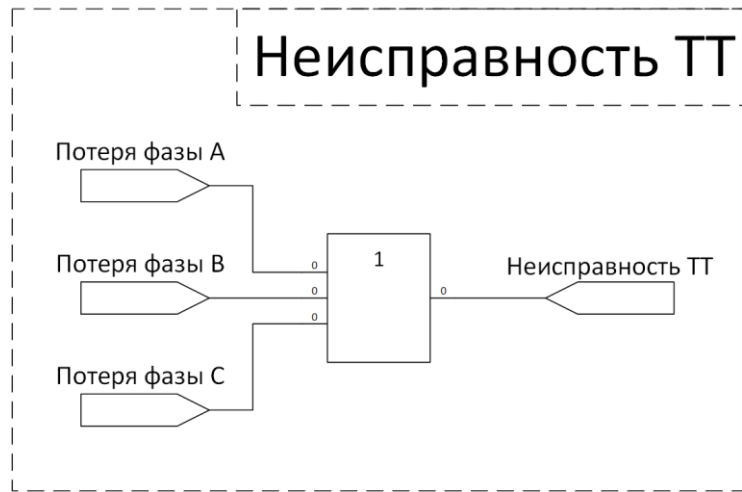 Неисправность ТТ
Потеря фазы А
Потеря фазы В
Потеря фазы С
0
0
0
1
0
Неисправность ТТ